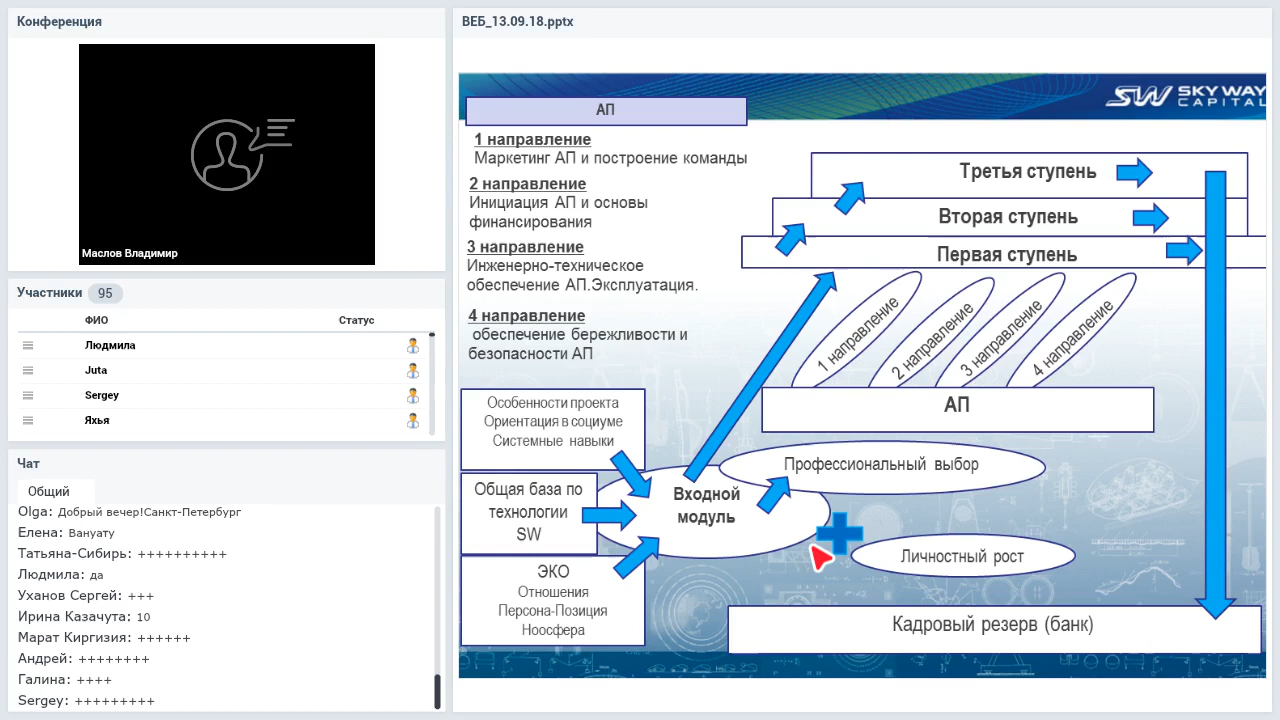 Конференция
Маслов Владимир
Участники 95
ФИО Статус
Людмила
Juta
Sergey
Яхья
Чат
Общий
Olga: Добрый вечер!Санкт-Петербург
Елена: Вануату
Татьяна-Сибирь: ++++++++++
Людмила: да
Уханов Сергей: +++
Ирина Казачута: 10
Марат Киргизия: ++++++
Андрей: ++++++++
Галина: ++++
Sergey: +++++++++
ВЕБ_13.09.18.pptx
SW SKY WAY
CAPITAL
АП
1 направление
Маркетинг АП и построение команды
2 направление
Инициация АП и основы
финансирования
3 направление
Инженерно-техническое
обеспечение АП.Эксплуатация.
4 направление
обеспечение бережливости и
безопасности АП
Третья ступень
Вторая ступень
Первая ступень
1 направление
2 направление
3 направление
4 направление
АП
Особенности проекта
Ориентация в социуме
Системные навыки
Общая база по
технологии
SW
ЭКО
Отношения
Персона-Позиция
Ноосфера
Входной
модуль
Профессиональный выбор
Личностный рост
Кадровый резерв (банк)